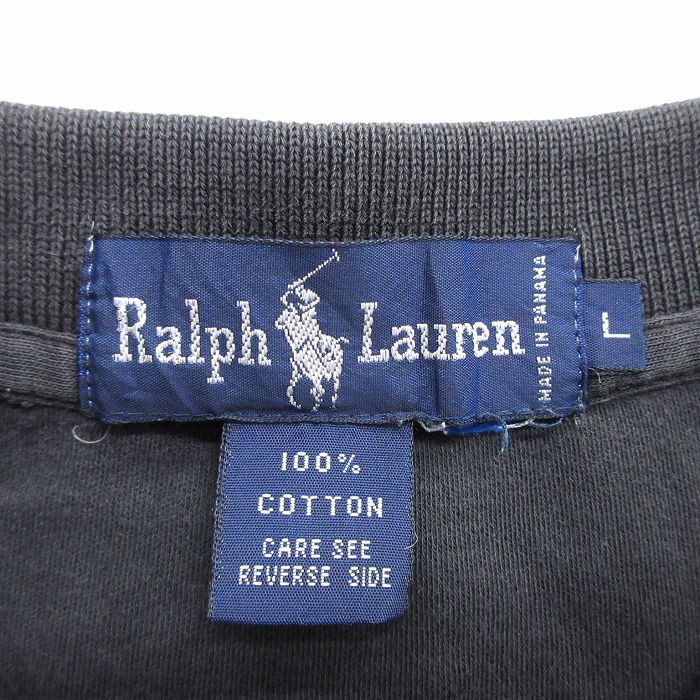 Ralph Lauren
MADE IN PANAMA
L
100%
COTTON
CARE SEE
REVERSE SIDE